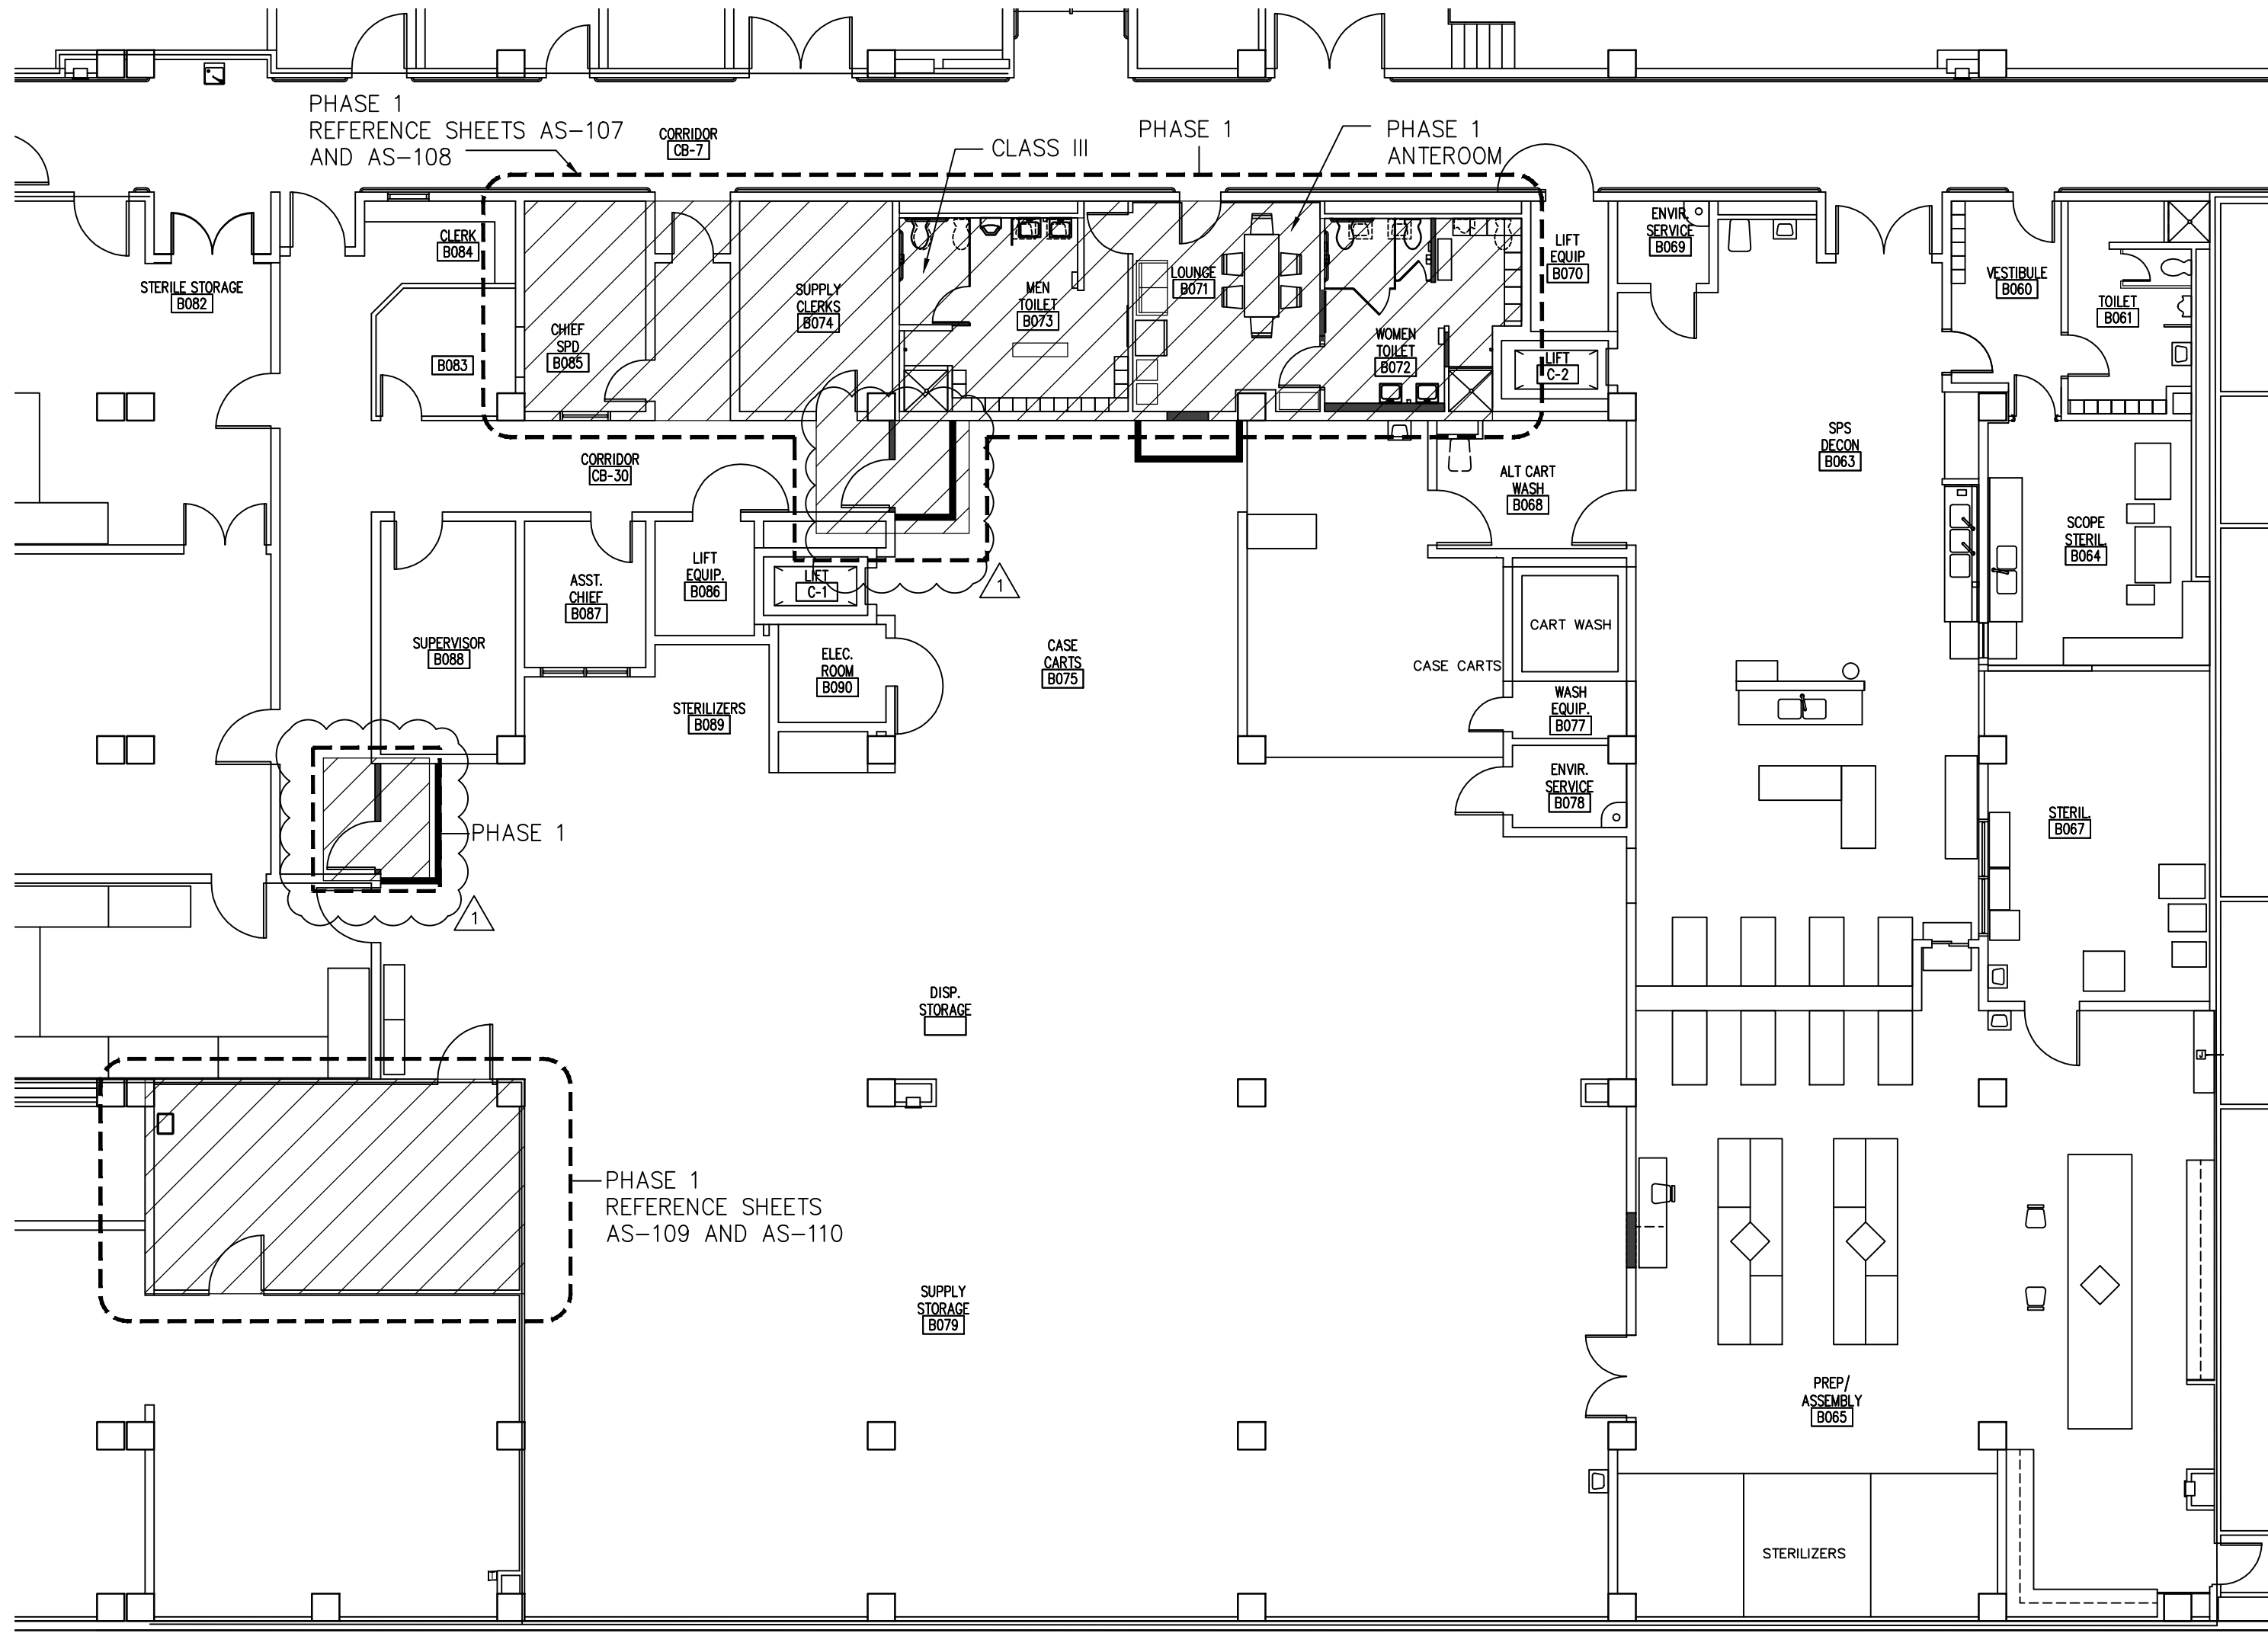 PHASE 1
REFERENCE SHEETS AS-107
AND AS-108
CORRIDOR
CB-7
CLASS III
PHASE 1
PHASE 1
ANTEROOM
CLERK
B084
STERILE STORAGE
B082
B083
CHIEF
SPD
B085
SUPPLY
CLERKS
B074
MEN
TOILET
B073
LOUNGE
B071
WOMEN
TOILET
B072
LIFT
EQUIP
B070
LIFT
C-2
ENVIR.
SERVICE
B069
VESTIBULE
B060
TOILET
B061
CORRIDOR
CB-30
SPS
DECON
B063
ALT CART
WASH
B068
SCOPE
STERIL.
B064
LIFT
EQUIP.
B086
LIFT
C-1
1
ASST.
CHIEF
B087
SUPERVISOR
B088
ELEC.
ROOM
B090
CASE
CARTS
B075
CART WASH
CASE CARTS
STERILIZERS
B089
WASH
EQUIP.
B077
ENVIR.
SERVICE
B078
STERIL.
B067
PHASE 1
1
DISP.
STORAGE
PHASE 1
REFERENCE SHEETS
AS-109 AND AS-110
SUPPLY
STORAGE
B079
PREP/
ASSEMBLY
B065
STERILIZERS